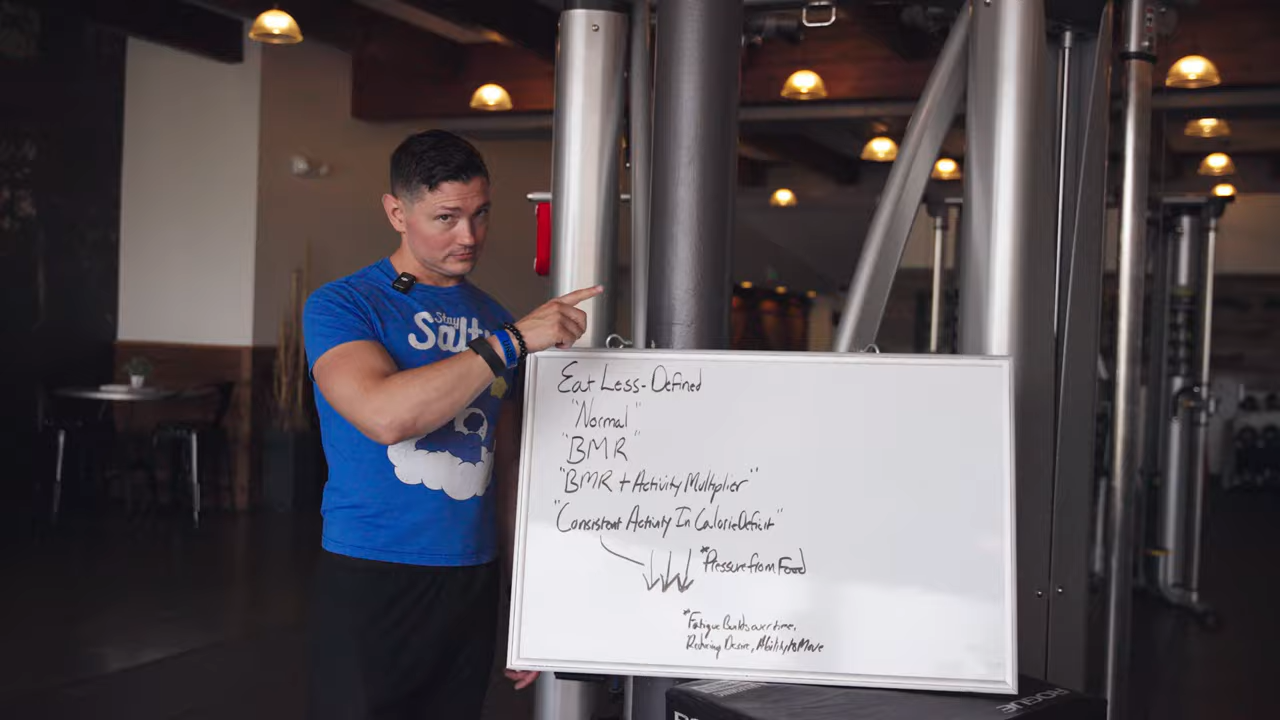 Stay
Salty
Eat Less-Defined
"Normal"
"BMR"
"BMR + Activity Multiplier"
"Consistent Activity In Calorie Deficit"
*Pressure from Food
*Fatigue Builds over time,
Reducing Desire, Ability to Move
ROGUE